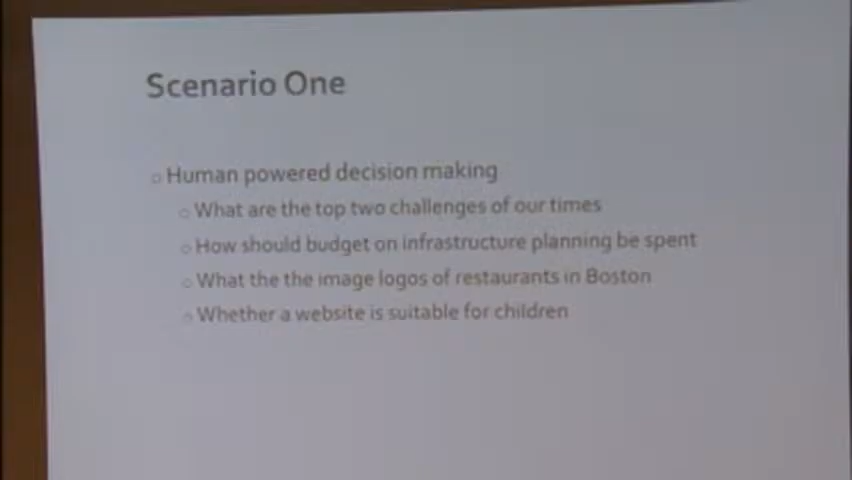 Scenario One
Human powered decision making
What are the top two challenges of our times
How should budget on infrastructure planning be spent
What the the image logos of restaurants in Boston
Whether a website is suitable for children